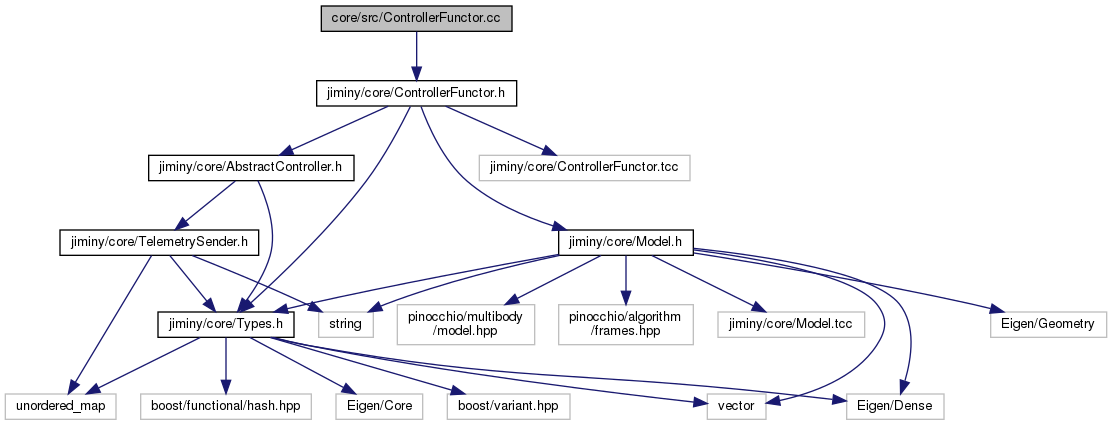 core/src/ControllerFunctor.cc
jiminy/core/ControllerFunctor.h
jiminy/core/AbstractController.h
jiminy/core/ControllerFunctor.tcc
jiminy/core/TelemetrySender.h
jiminy/core/Model.h
jiminy/core/Types.h
string
pinocchio/multibody
/model.hpp
pinocchio/algorithm
/frames.hpp
jiminy/core/Model.tcc
Eigen/Geometry
unordered_map
boost/functional/hash.hpp
Eigen/Core
boost/variant.hpp
vector
Eigen/Dense